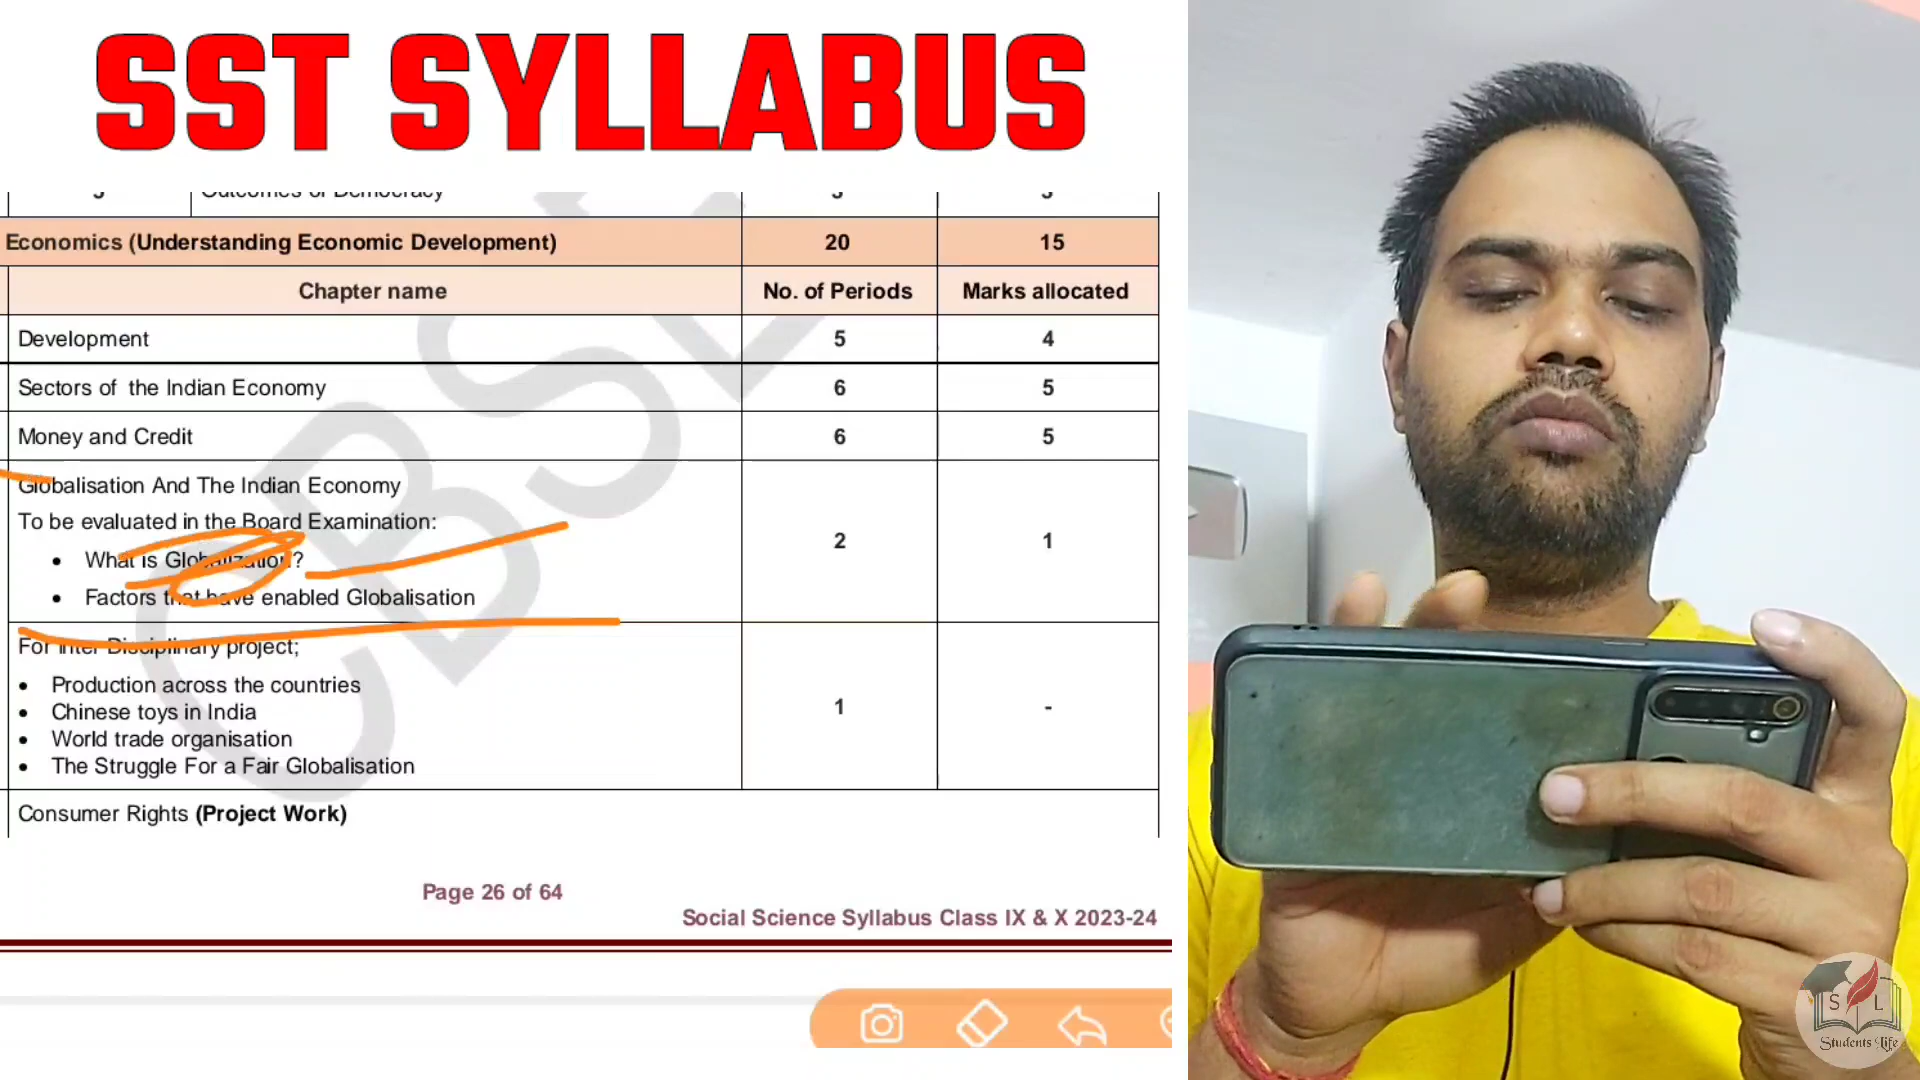 SST SYLLABUS
Outcomes of Democracy
Economics (Understanding Economic Development) 20 15
Chapter name No. of Periods Marks allocated
Development 5 4
Sectors of the Indian Economy 6 5
Money and Credit 6 5
Globalisation And The Indian Economy
To be evaluated in the Board Examination:
• What is Globalization?
• Factors that have enabled Globalisation
2 1
For Inter Disciplinary project;
• Production across the countries
• Chinese toys in India
• World trade organisation
• The Struggle For a Fair Globalisation
1 -
Consumer Rights (Project Work)
Page 26 of 64
Social Science Syllabus Class IX & X 2023-24
CBSE
S L
Students Life